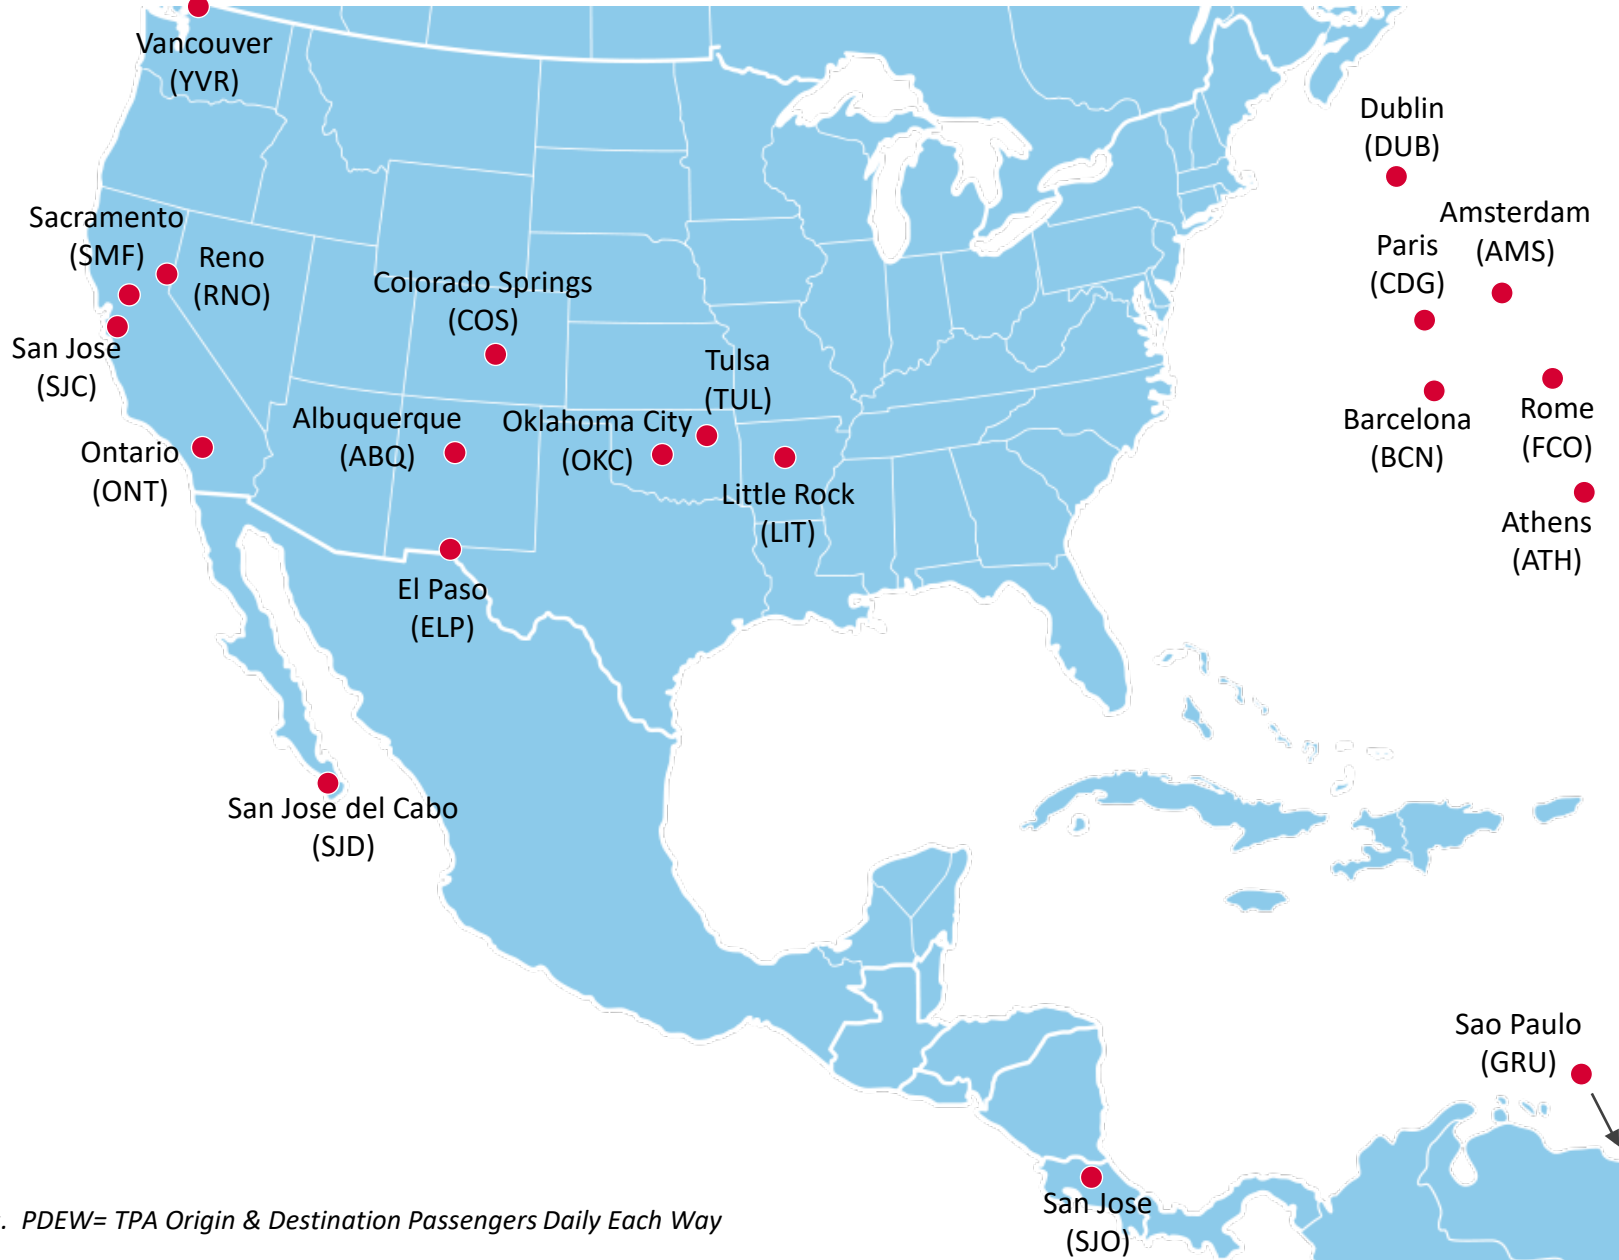 Vancouver
(YVR)
Dublin
(DUB)
Sacramento
(SMF)
Reno
(RNO)
Amsterdam
(AMS)
Paris
(CDG)
Colorado Springs
(COS)
San Jose
(SJC)
Tulsa
(TUL)
Albuquerque
(ABQ)
Oklahoma City
(OKC)
Barcelona
(BCN)
Rome
(FCO)
Ontario
(ONT)
Little Rock
(LIT)
Athens
(ATH)
El Paso
(ELP)
San Jose del Cabo
(SJD)
Sao Paulo
(GRU)
San Jose
(SJO)
. PDEW= TPA Origin & Destination Passengers Daily Each Way